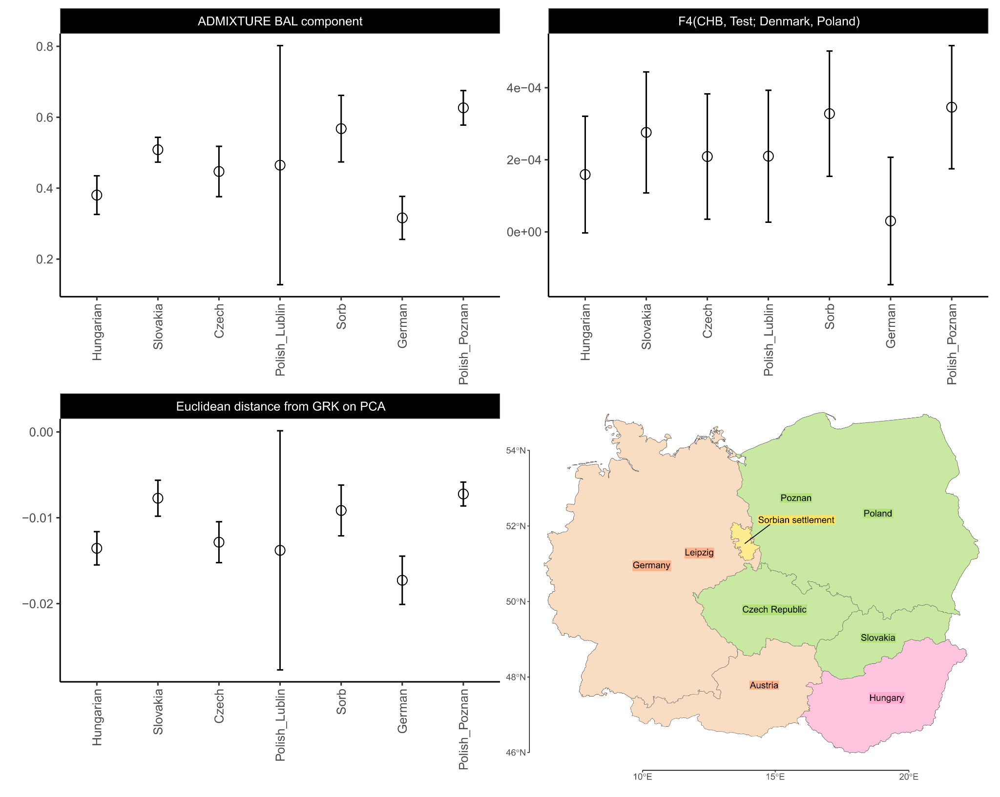 ADMIXTURE BAL component
0.8
0.6
0.4
0.2
Hungarian
Slovakia
Czech
Polish_Lublin
Sorb
German
Polish_Poznan
F4(CHB, Test; Denmark, Poland)
4e−04
2e−04
0e+00
Hungarian
Slovakia
Czech
Polish_Lublin
Sorb
German
Polish_Poznan
Euclidean distance from GRK on PCA
0.00
−0.01
−0.02
Hungarian
Slovakia
Czech
Polish_Lublin
Sorb
German
Polish_Poznan
54°N
52°N
50°N
48°N
46°N
10°E
15°E
20°E
Poznan
Poland
Sorbian settlement
Leipzig
Germany
Czech Republic
Slovakia
Austria
Hungary